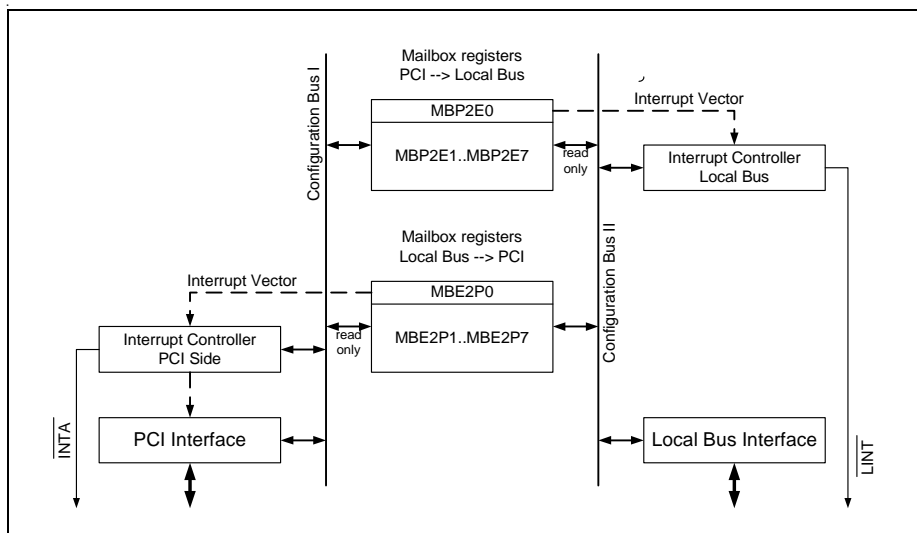 Mailbox registers
PCI --> Local Bus
Configuration Bus I
MBP2E0
Interrupt Vector
MBP2E1..MBP2E7
read
only
Interrupt Controller
Local Bus
Mailbox registers
Local Bus --> PCI
Configuration Bus II
Interrupt Vector
MBE2P0
Interrupt Controller
PCI Side
read
only
MBE2P1..MBE2P7
INTA
PCI Interface
Local Bus Interface
LINT